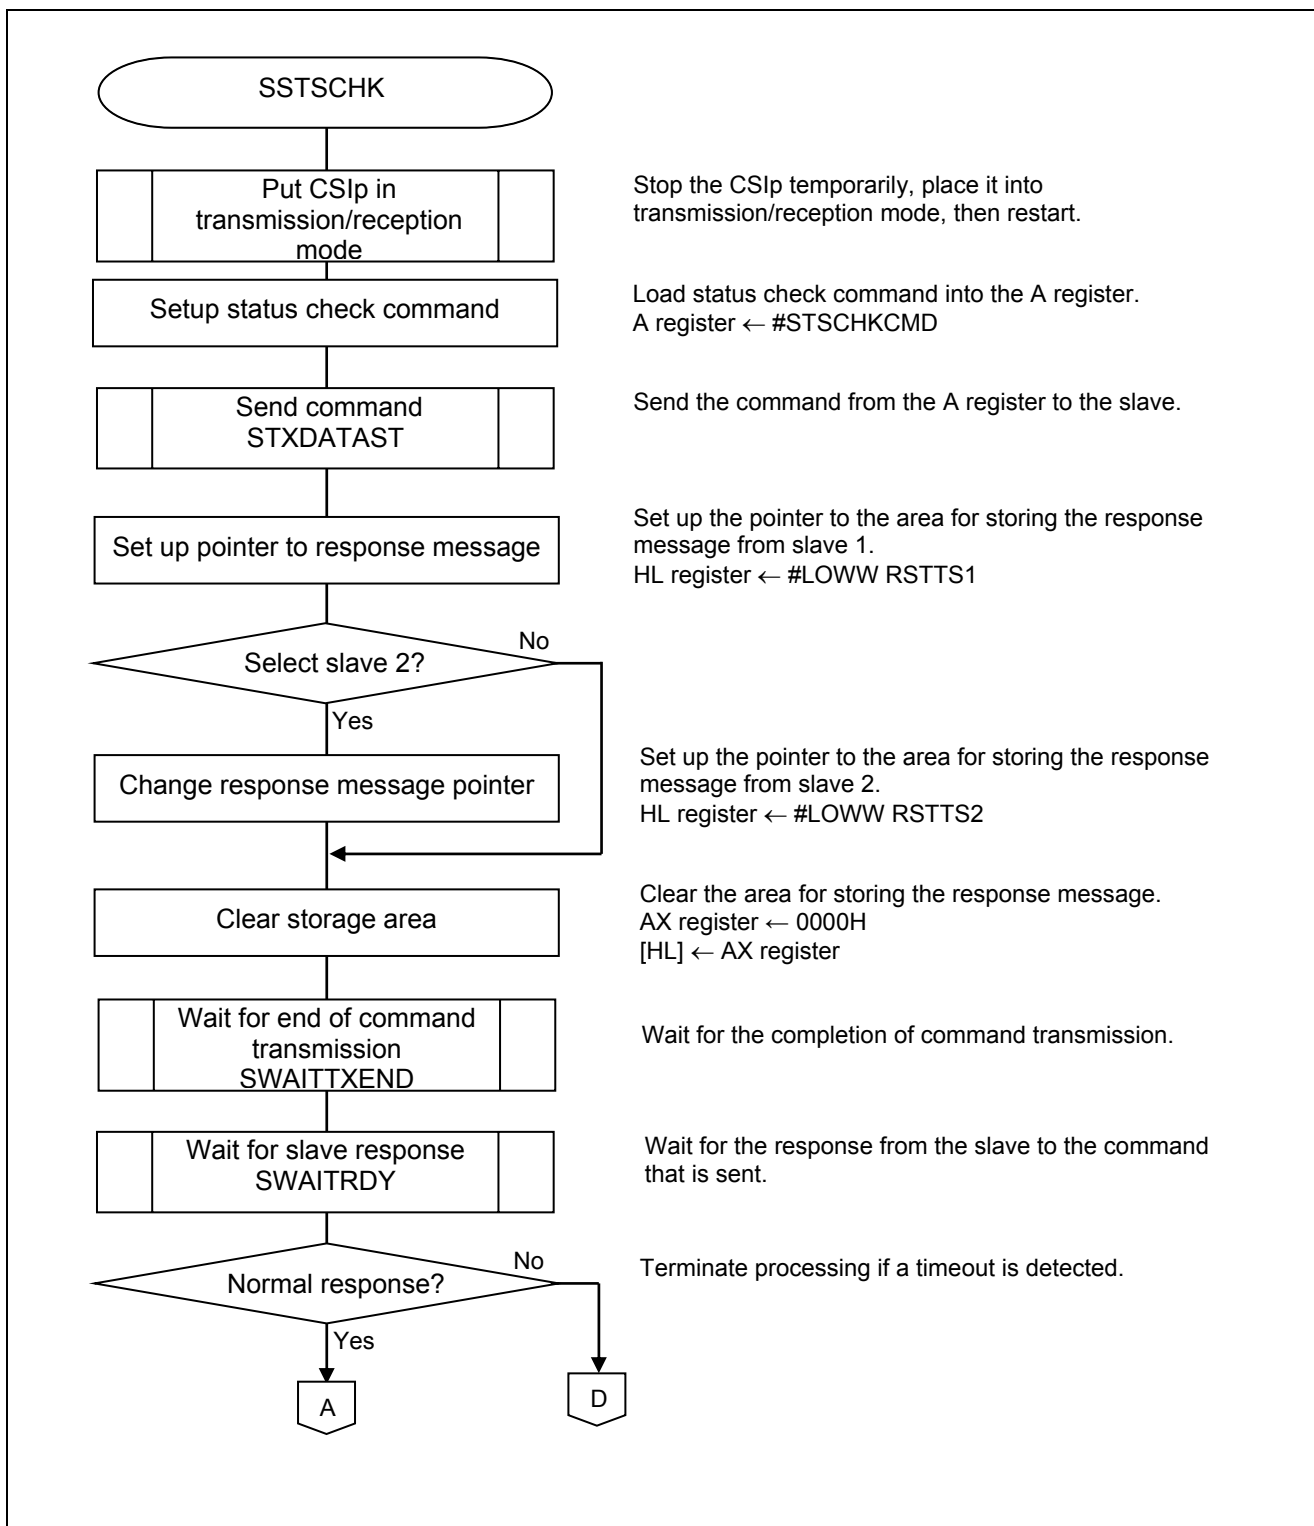 SSTSCHK
Put CSIp in
transmission/reception
mode
Stop the CSIp temporarily, place it into
transmission/reception mode, then restart.
Setup status check command
Load status check command into the A register.
A register ← #STSCHKCMD
Send command
STXDATAST
Send the command from the A register to the slave.
Set up pointer to response message
Set up the pointer to the area for storing the response
message from slave 1.
HL register ← #LOWW RSTTS1
Select slave 2?
No
Yes
Change response message pointer
Set up the pointer to the area for storing the response
message from slave 2.
HL register ← #LOWW RSTTS2
Clear storage area
Clear the area for storing the response message.
AX register ← 0000H
[HL] ← AX register
Wait for end of command
transmission
SWAITTXEND
Wait for the completion of command transmission.
Wait for slave response
SWAITRDY
Wait for the response from the slave to the command
that is sent.
Normal response?
No
Terminate processing if a timeout is detected.
Yes
A
D